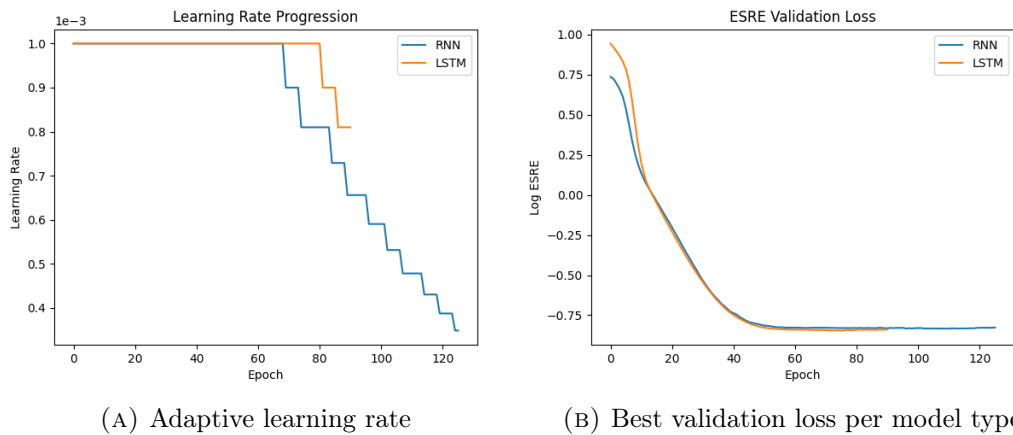 Learning Rate Progression
1e−3
1.0
0.9
0.8
0.7
0.6
0.5
0.4
Learning Rate
0 20 40 60 80 100 120
Epoch
RNN
LSTM
(A) Adaptive learning rate
ESRE Validation Loss
1.00
0.75
0.50
0.25
0.00
−0.25
−0.50
−0.75
Log ESRE
0 20 40 60 80 100 120
Epoch
RNN
LSTM
(B) Best validation loss per model type